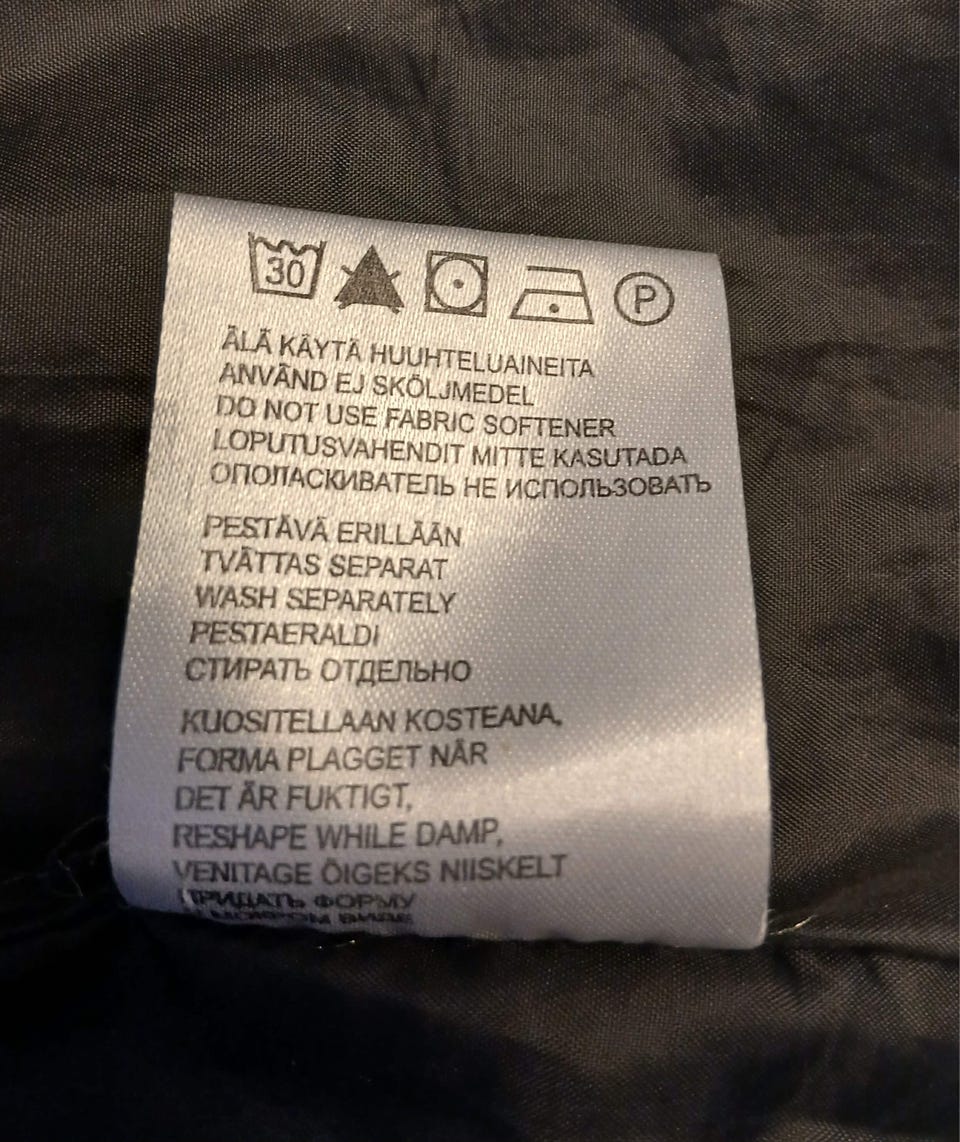 30
P
ÄLÄ KÄYTÄ HUUHTELUAINEITA
ANVÄND EJ SKÖLJMEDEL
DO NOT USE FABRIC SOFTENER
LOPUTUSVAHENDIT MITTE KASUTADA
ОПОЛАСКИВАТЕЛЬ НЕ ИСПОЛЬЗОВАТЬ
PESTÄVÄ ERILLÄÄN
TVÄTTAS SEPARAT
WASH SEPARATELY
PESTAERALDI
СТИРАТЬ ОТДЕЛЬНО
KUOSITELLAAN KOSTEANA,
FORMA PLAGGET NÄR
DET ÄR FUKTIGT,
RESHAPE WHILE DAMP,
VENITAGE ÕIGEKS NIISKELT
ПРИДАТЬ ФОРМУ